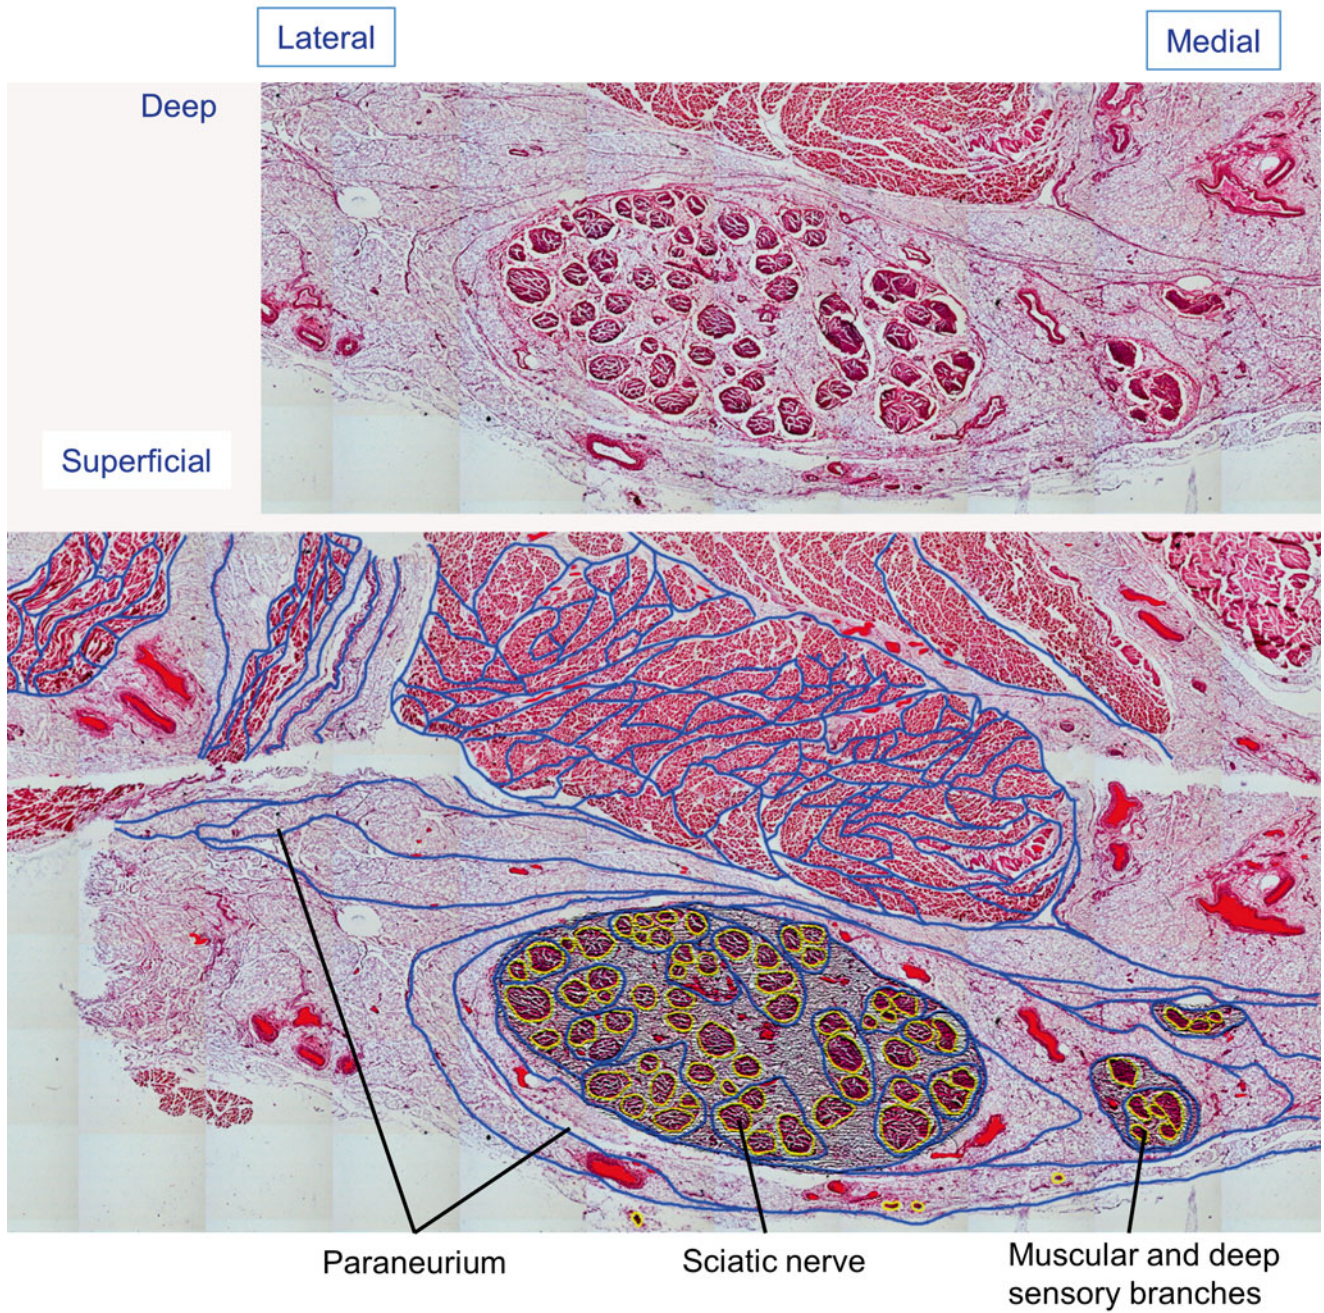 Lateral
Medial
Deep
Superficial
Paraneurium
Sciatic nerve
Muscular and deep
sensory branches